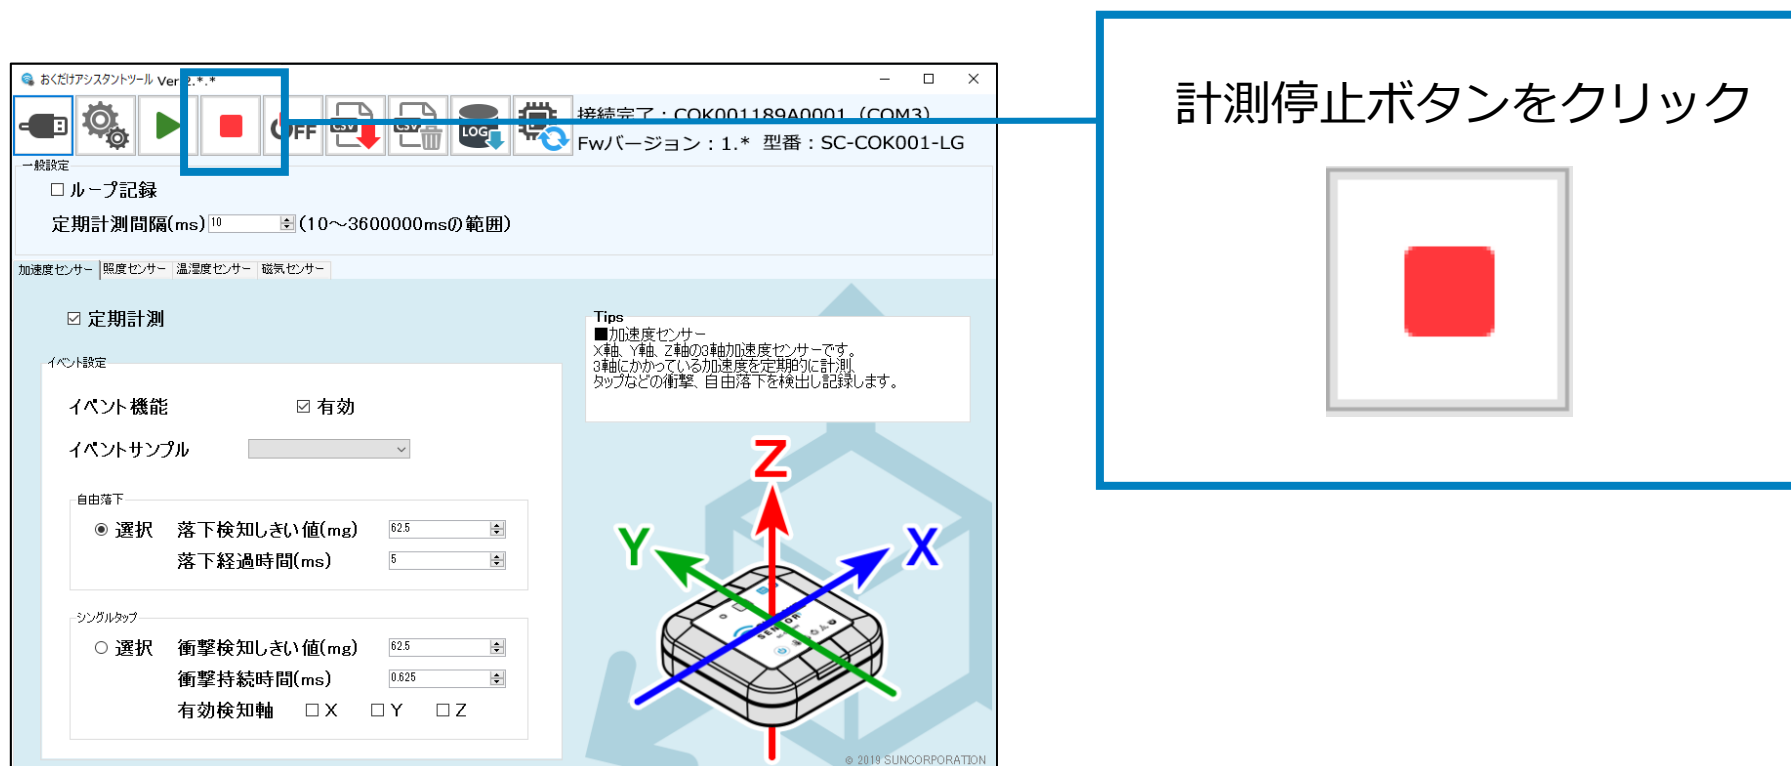 おくだけアシスタントツール Ver 2.*.*
OFF
CSV
CSV
LOG
接続完了：COK001189A0001 (COM3)
Fwバージョン：1.* 型番：SC-COK001-LG
一般設定
ループ記録
定期計測間隔(ms) 10 (10～3600000msの範囲)
加速度センサー 照度センサー 温湿度センサー 磁気センサー
定期計測
イベント設定
イベント機能 有効
イベントサンプル
自由落下
選択 落下検知しきい値(mg) 62.5
落下経過時間(ms) 5
シングルタップ
選択 衝撃検知しきい値(mg) 62.5
衝撃持続時間(ms) 0.625
有効検知軸 X Y Z
Tips
■加速度センサー
X軸、Y軸、Z軸の3軸加速度センサーです。
3軸にかかっている加速度を定期的に計測、
タップなどの衝撃、自由落下を検出し記録します。
Z
Y
X
SENSOR
© 2019 SUNCORPORATION
計測停止ボタンをクリック